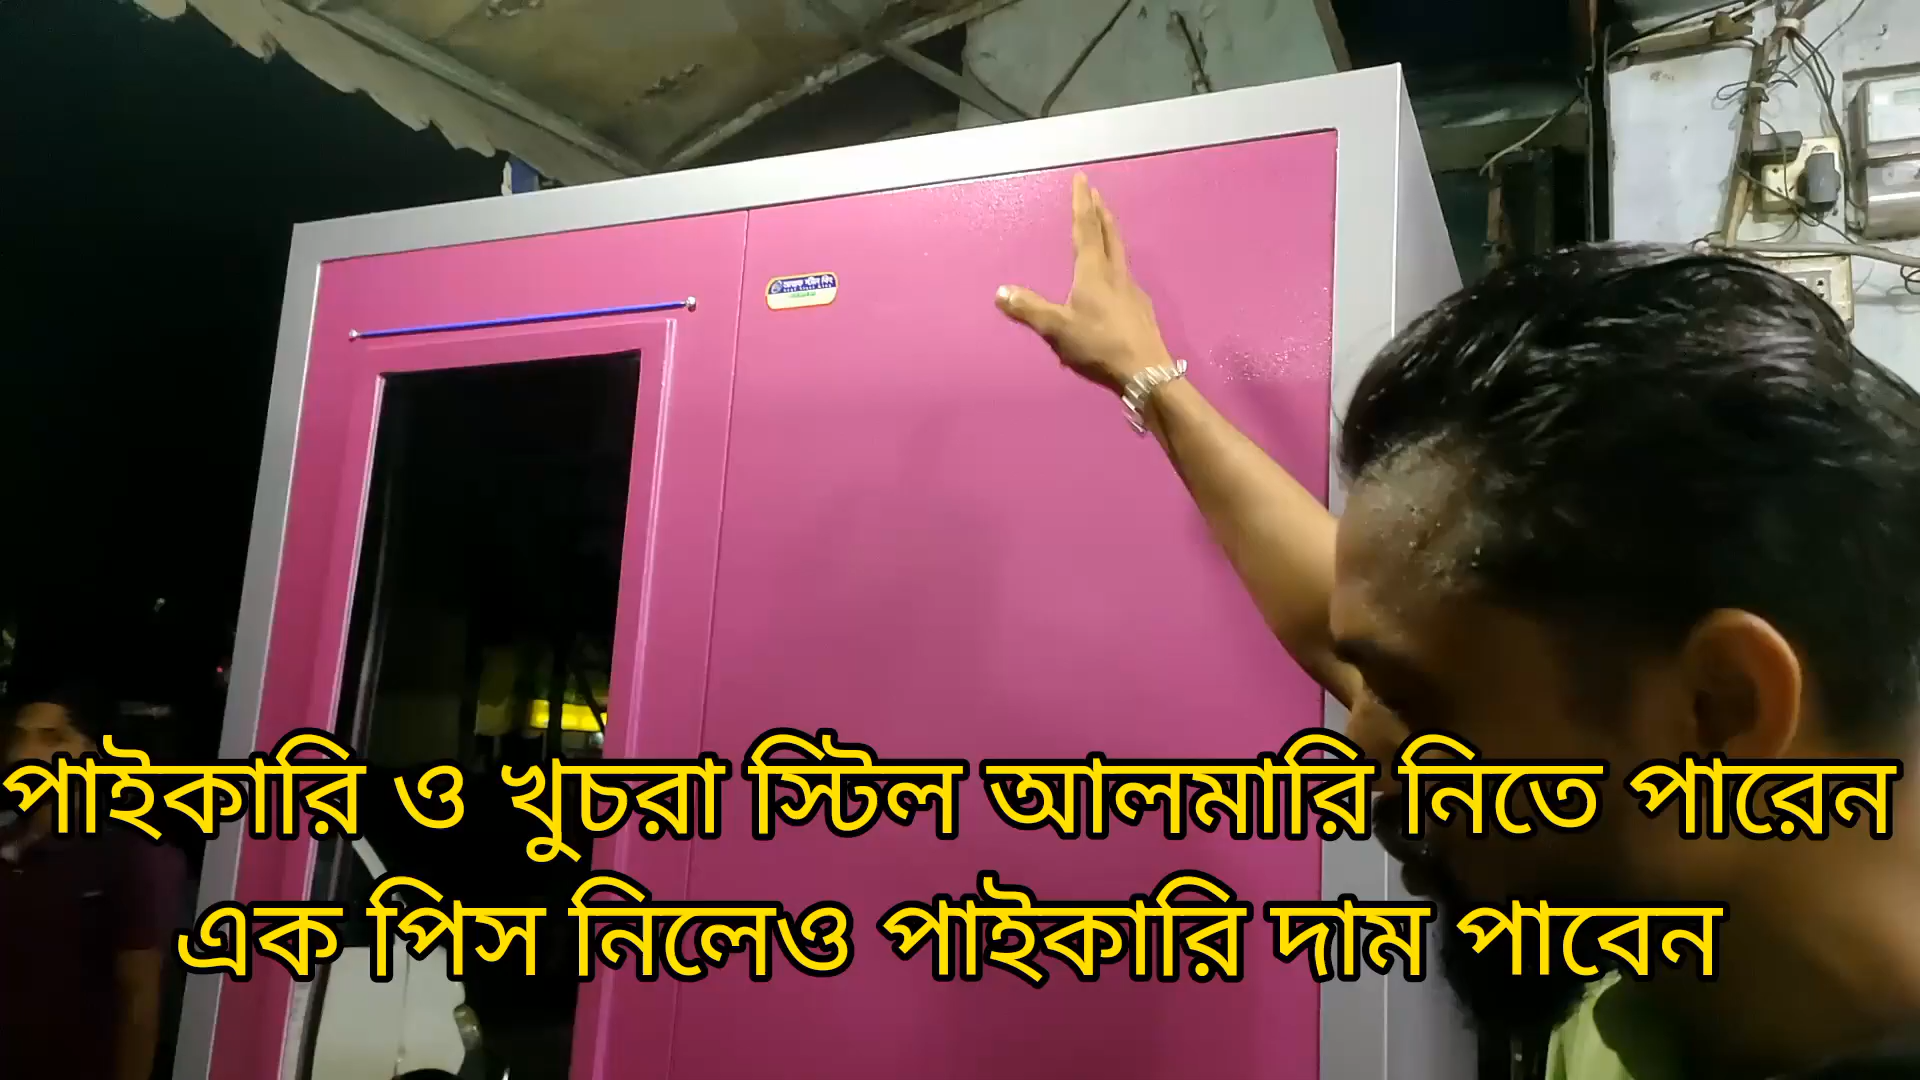 পাইকারি ও খুচরা স্টিল আলমারি নিতে পারেন
এক পিস নিলেও পাইকারি দাম পাবেন